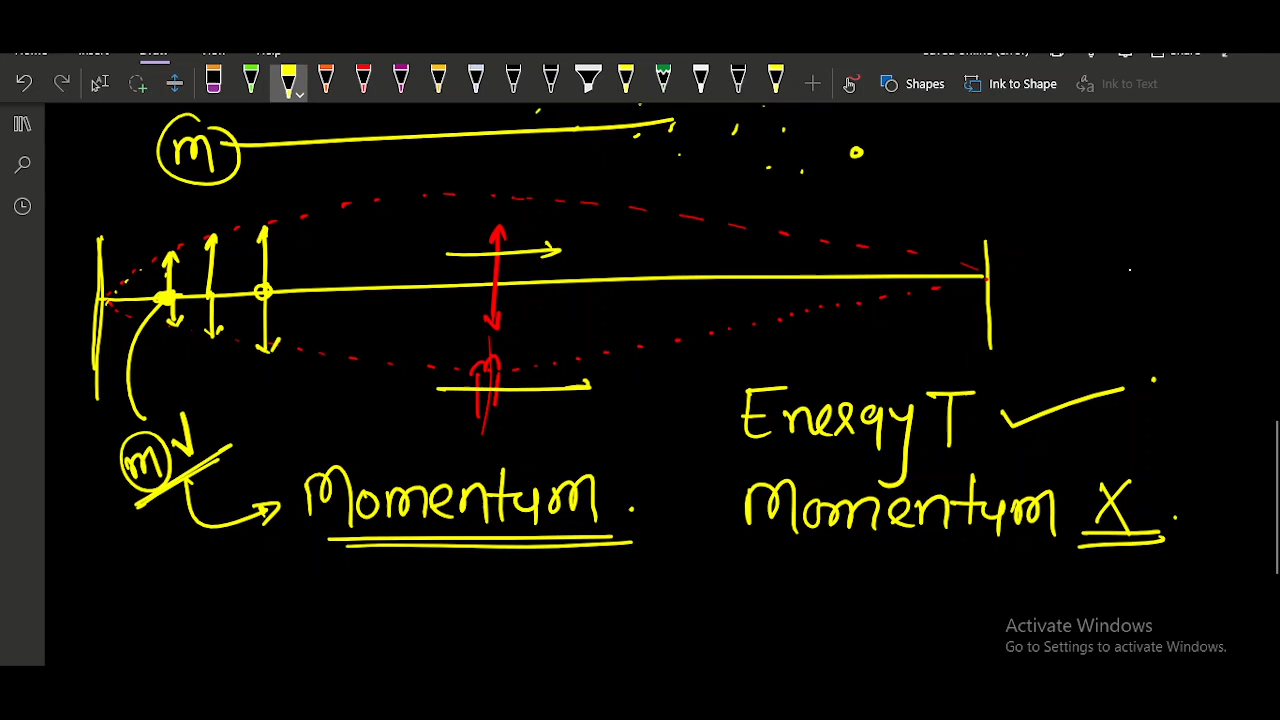 Shapes
Ink to Shape
Ink to Text
m
Energy T ✓
m ✓
Momentum.
Momentum X.
Activate Windows
Go to Settings to activate Windows.